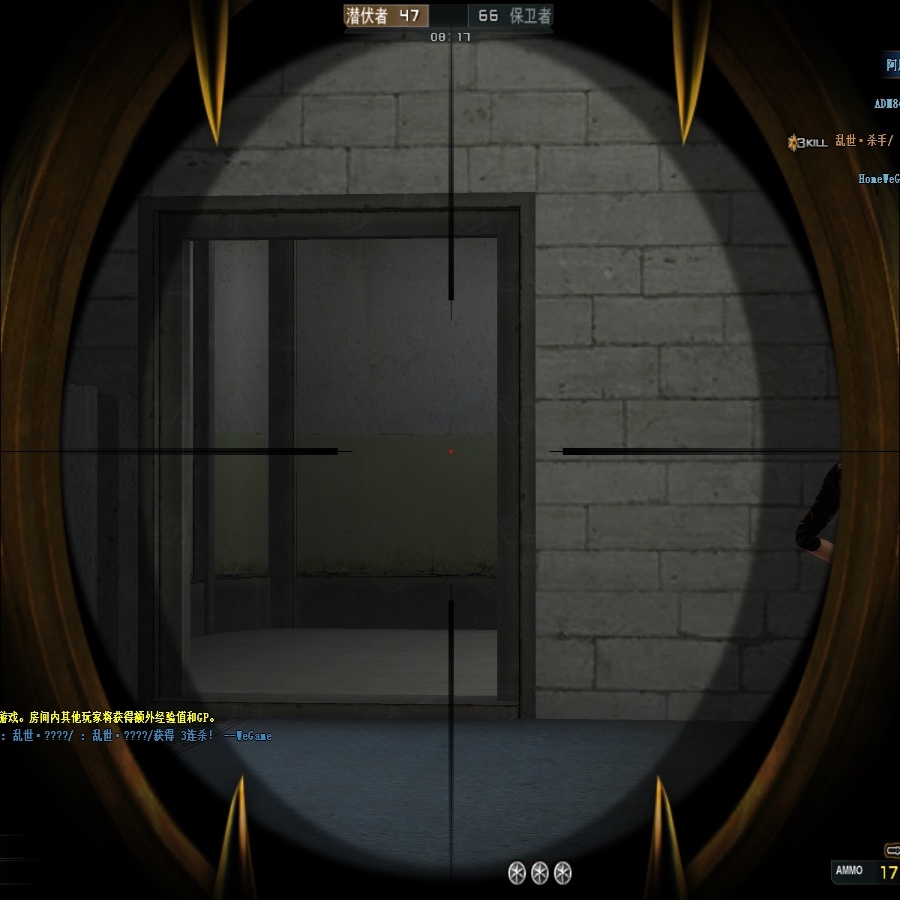 潜伏者 47 66 保卫者
08:17
阿
ADM8
3KILL 乱世·杀手/
HomeWeG
游戏。房间内其他玩家将获得额外经验值和GP。
: 乱世·????/ : 乱世·????/获得 3连杀! —WeGame
AMMO 17